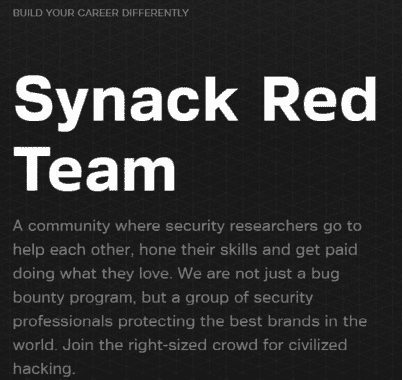 BUILD YOUR CAREER DIFFERENTLY
Synack Red
Team
A community where security researchers go to
help each other, hone their skills and get paid
doing what they love. We are not just a bug
bounty program, but a group of security
professionals protecting the best brands in the
world. Join the right-sized crowd for civilized
hacking.